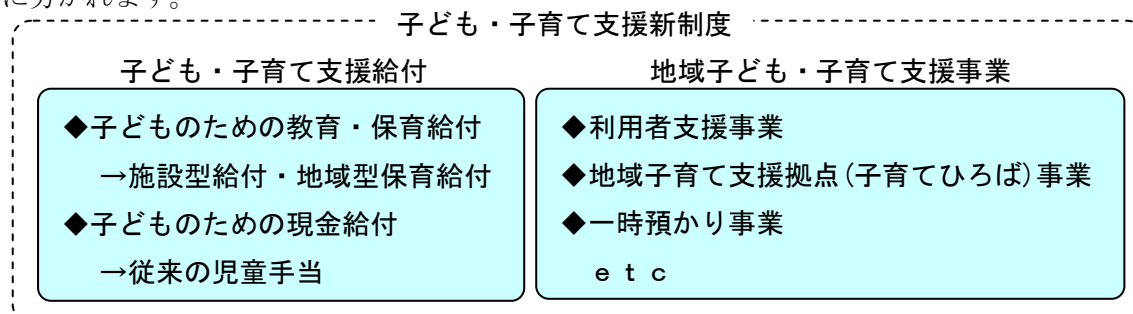 に分かれます。
子ども・子育て支援新制度
子ども・子育て支援給付
◆子どものための教育・保育給付
→施設型給付・地域型保育給付
◆子どものための現金給付
→従来の児童手当
地域子ども・子育て支援事業
◆利用者支援事業
◆地域子育て支援拠点(子育てひろば)事業
◆一時預かり事業
ｅｔｃ